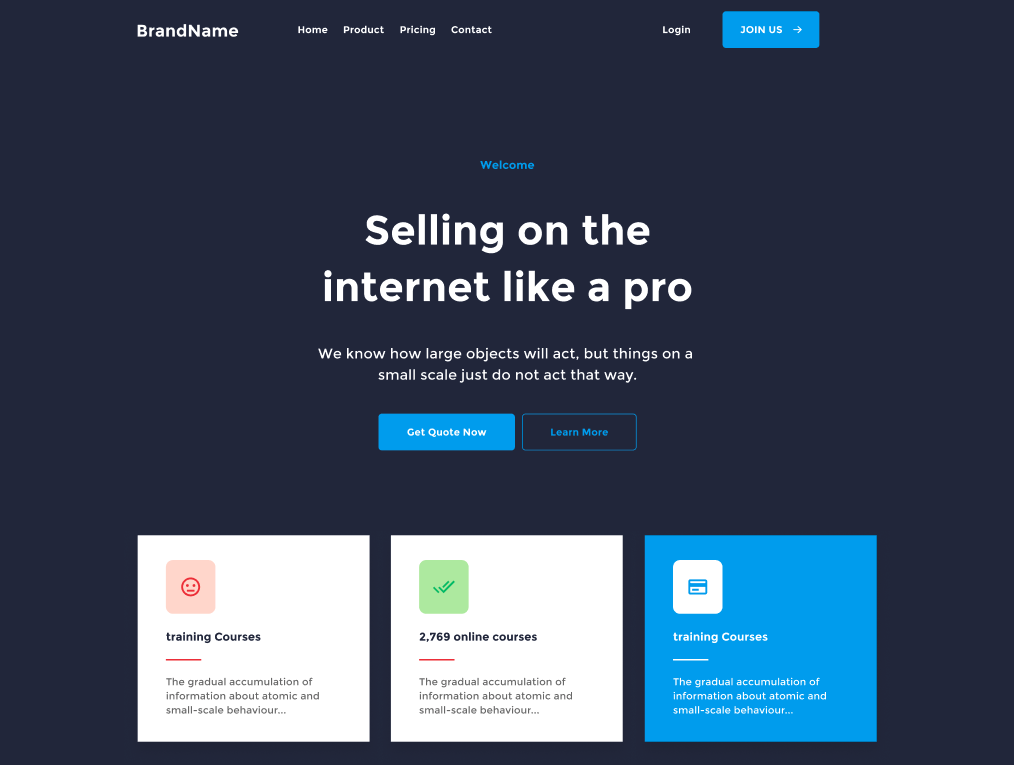 BrandName
Home Product Pricing Contact
Login
JOIN US
Welcome
Selling on the
internet like a pro
We know how large objects will act, but things on a
small scale just do not act that way.
Get Quote Now
Learn More
training Courses
The gradual accumulation of
information about atomic and
small-scale behaviour...
2,769 online courses
The gradual accumulation of
information about atomic and
small-scale behaviour...
training Courses
The gradual accumulation of
information about atomic and
small-scale behaviour...